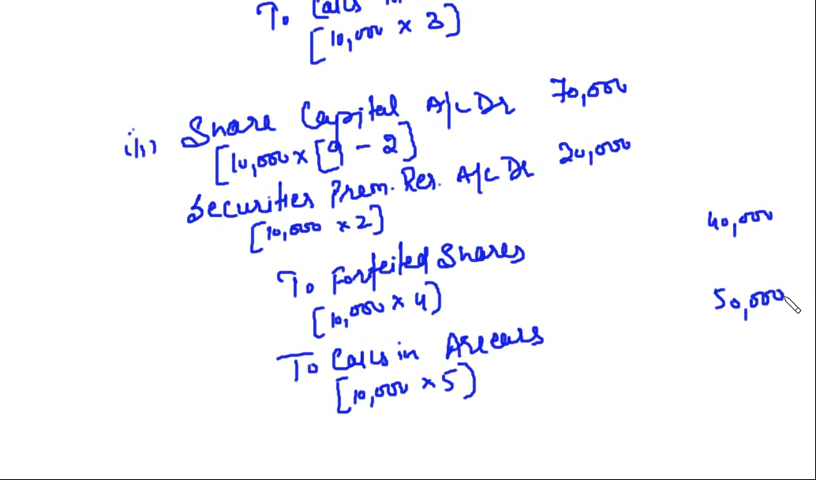 To Calls
[10,000 x 3]
iii) Share Capital A/c Dr 70,000
[10,000 x [9 - 2]
Securities Prem. Res. A/c Dr 20,000
[10,000 x 2]
To Forfeited Shares 40,000
[10,000 x 4]
To Calls in Arrears 50,000
[10,000 x 5]